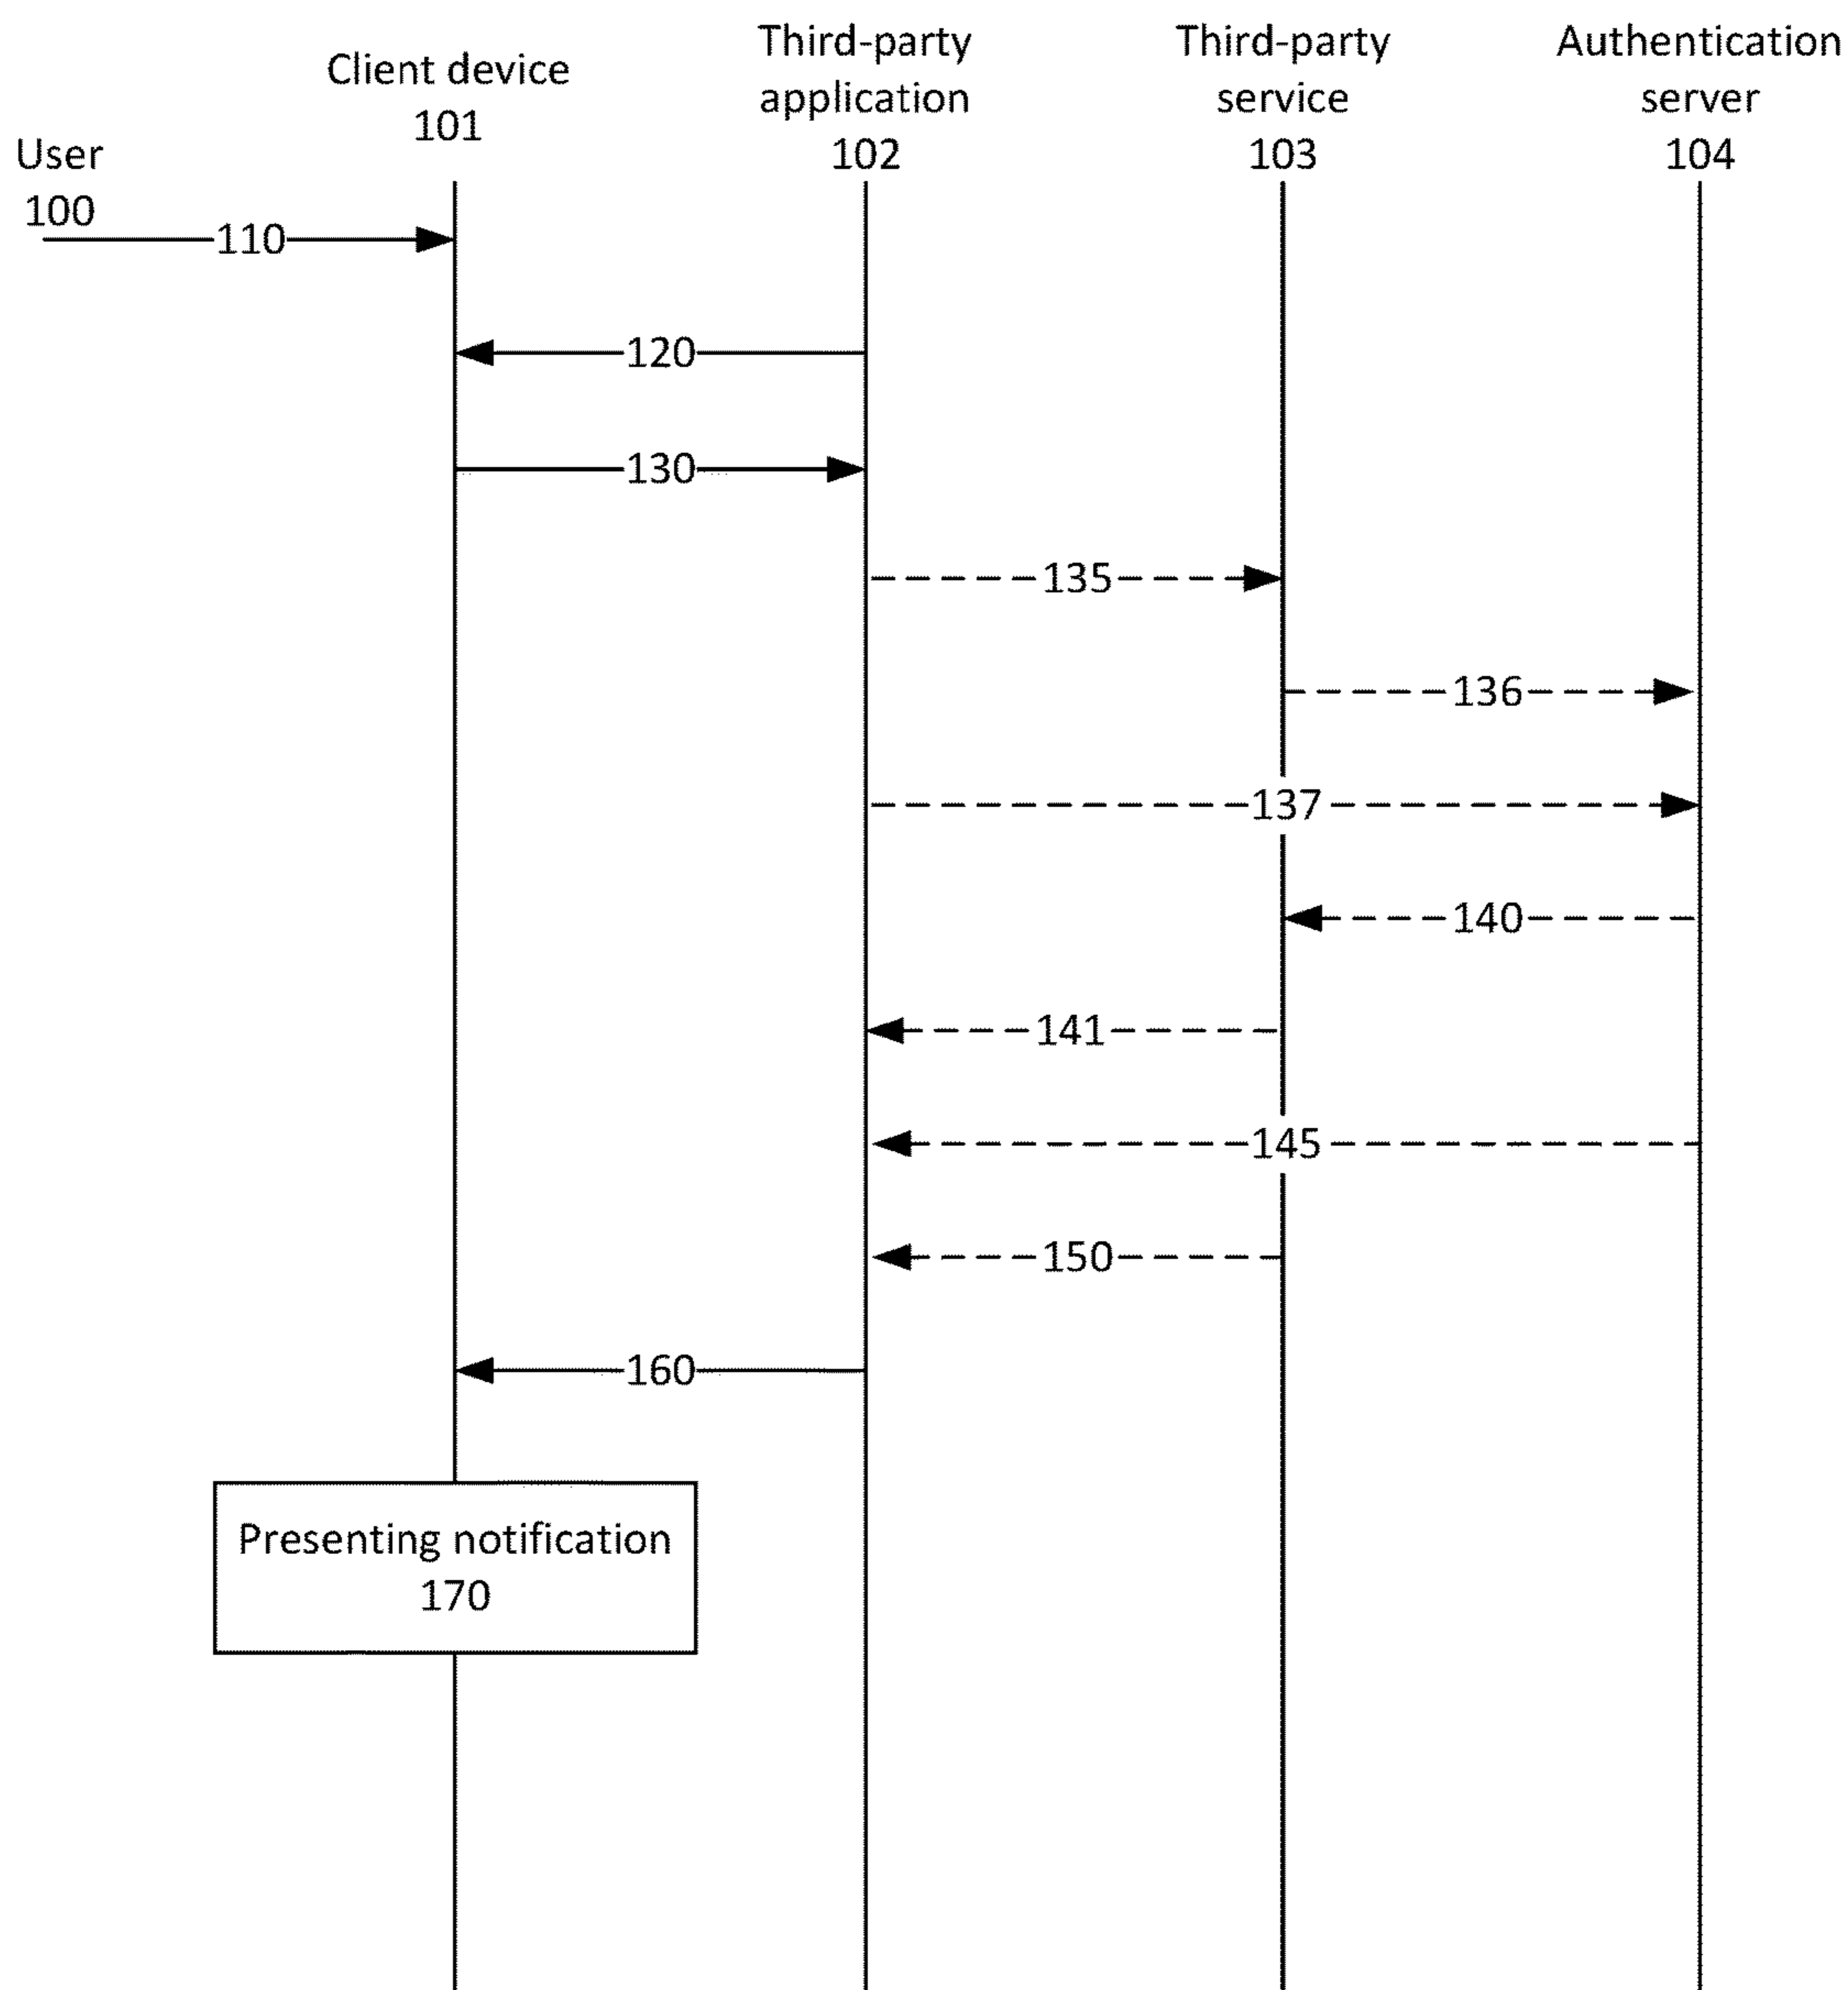 User
100
Client device
101
Third-party
application
102
Third-party
service
103
Authentication
server
104
110
120
130
135
136
137
140
141
145
150
160
Presenting notification
170